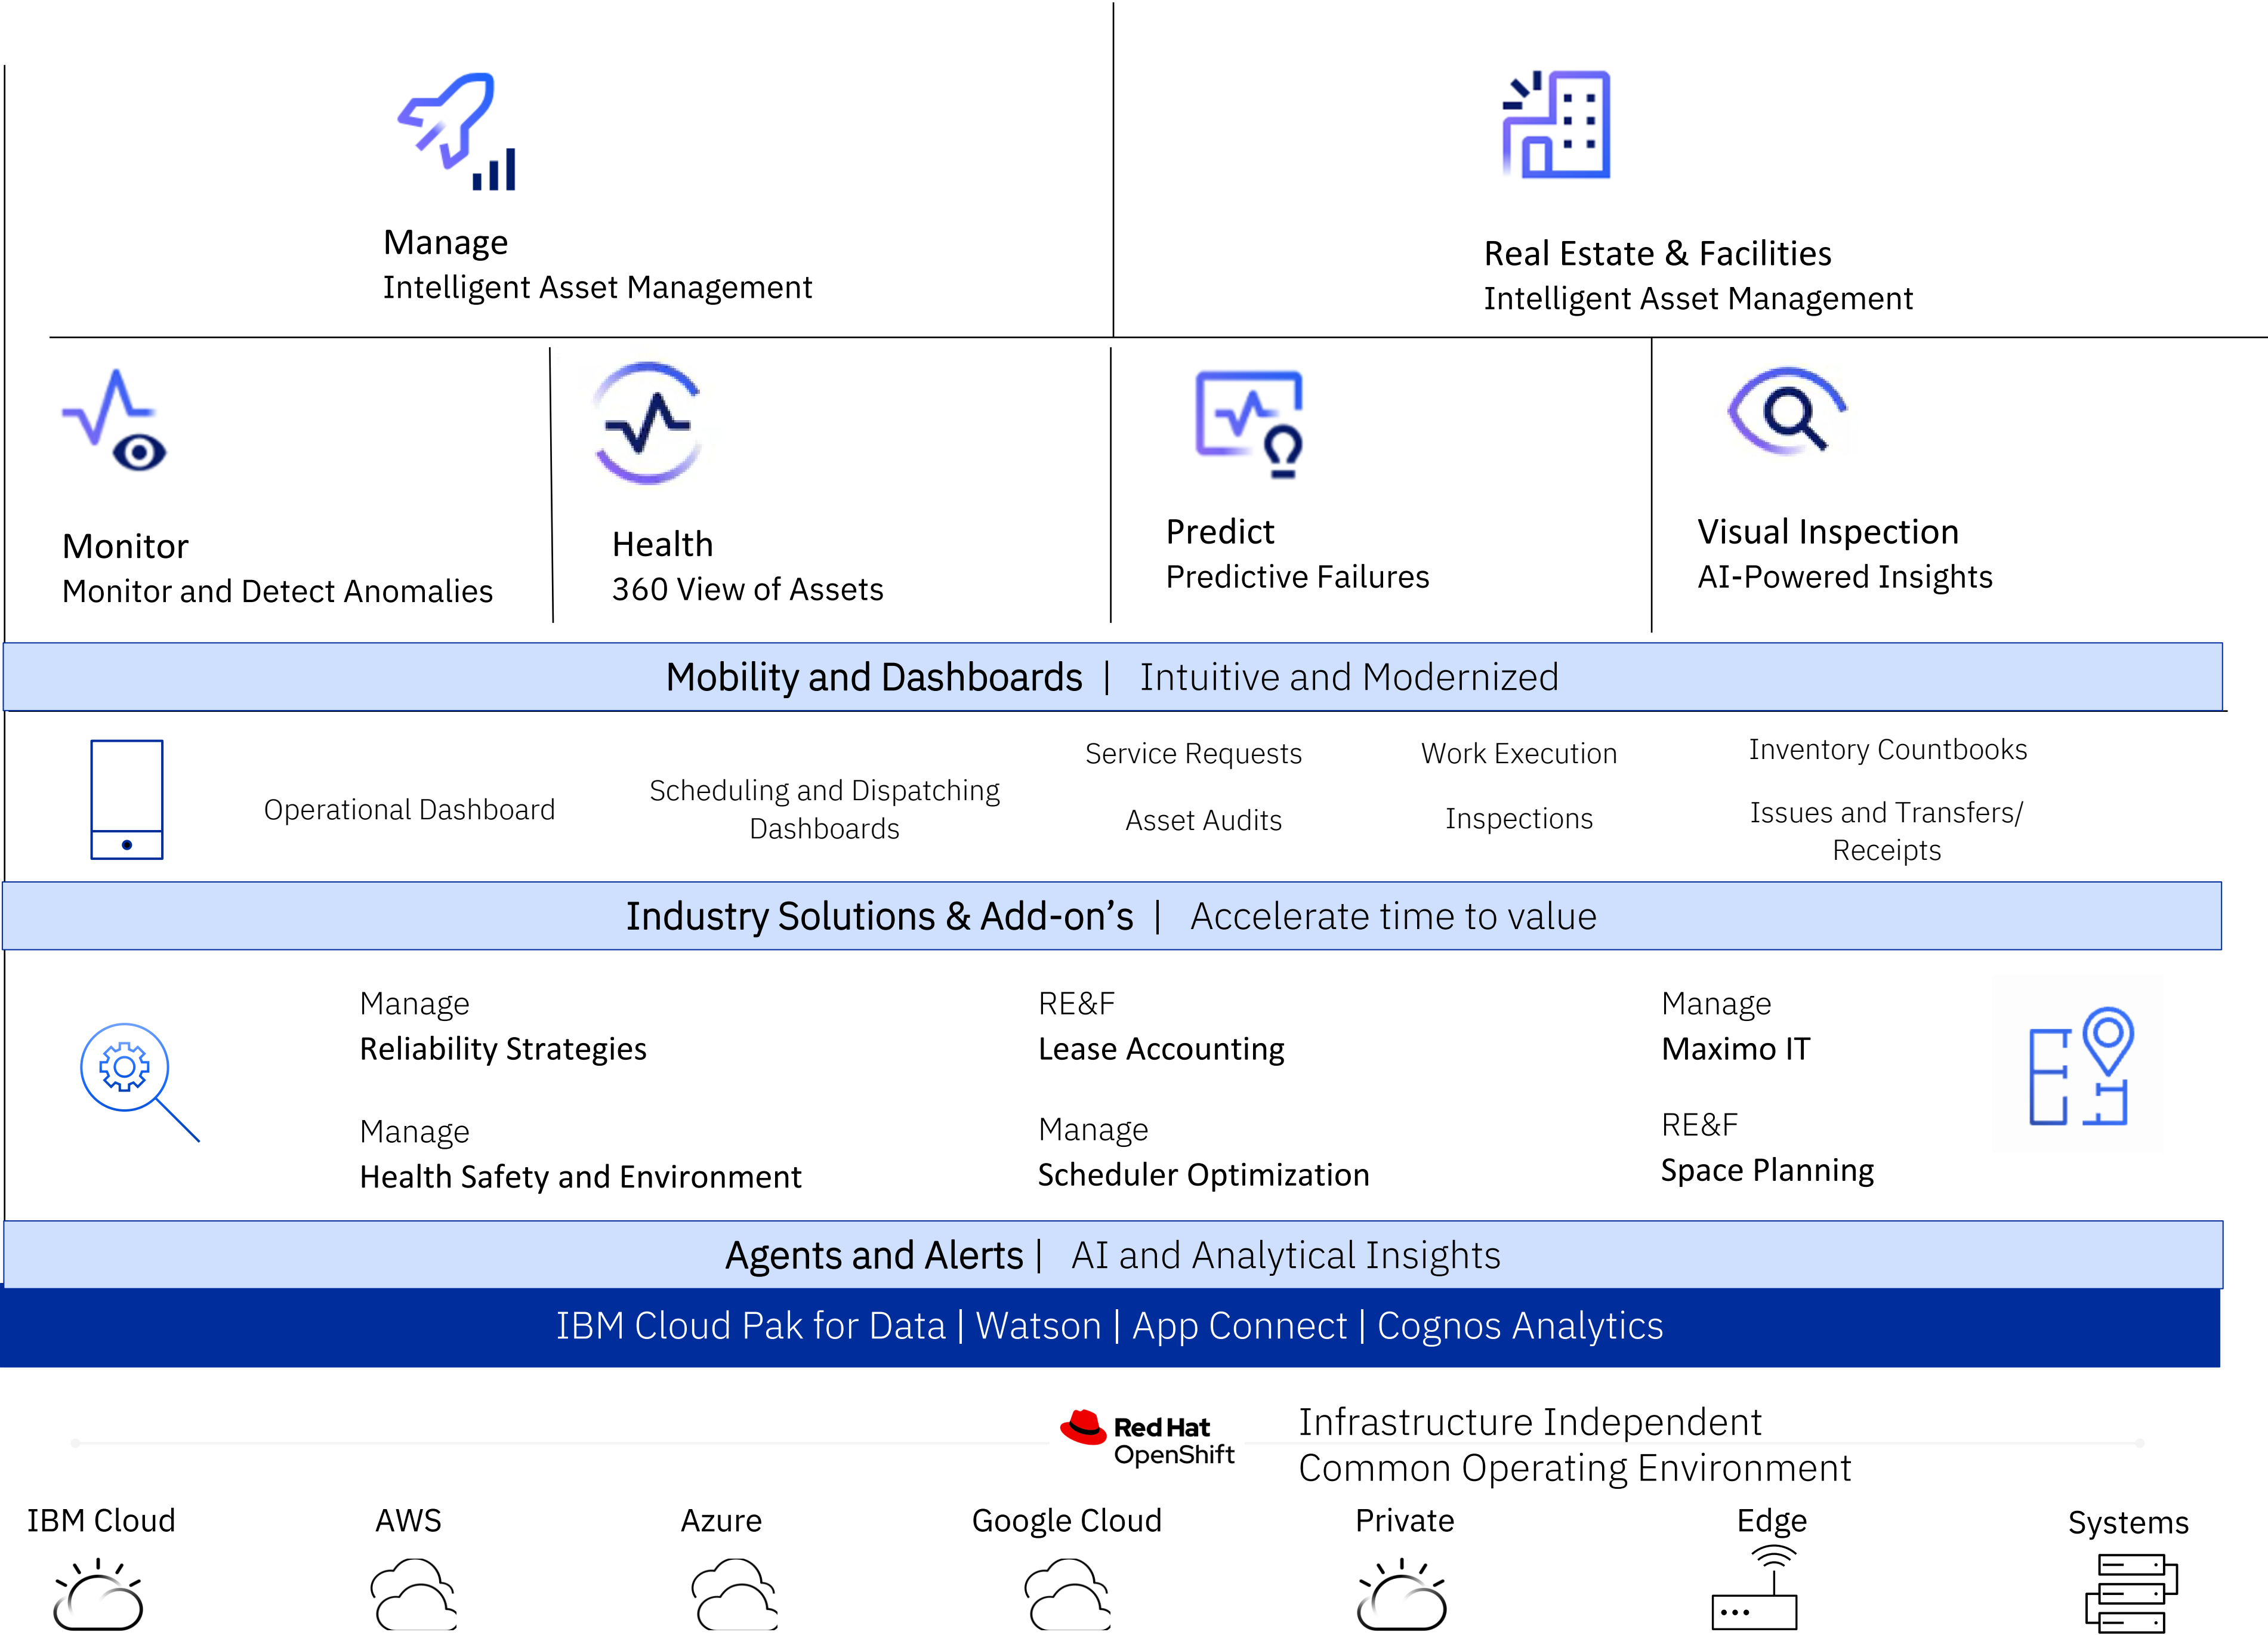 Manage
Intelligent Asset Management
Real Estate & Facilities
Intelligent Asset Management
Monitor
Monitor and Detect Anomalies
Health
360 View of Assets
Predict
Predictive Failures
Visual Inspection
AI-Powered Insights
Mobility and Dashboards | Intuitive and Modernized
Operational Dashboard
Scheduling and Dispatching
Dashboards
Service Requests
Asset Audits
Work Execution
Inspections
Inventory Countbooks
Issues and Transfers/
Receipts
Industry Solutions & Add-on’s | Accelerate time to value
Manage
Reliability Strategies
RE&F
Lease Accounting
Manage
Maximo IT
Manage
Health Safety and Environment
Manage
Scheduler Optimization
RE&F
Space Planning
Agents and Alerts | AI and Analytical Insights
IBM Cloud Pak for Data | Watson | App Connect | Cognos Analytics
Red Hat
OpenShift
Infrastructure Independent
Common Operating Environment
IBM Cloud
AWS
Azure
Google Cloud
Private
Edge
Systems